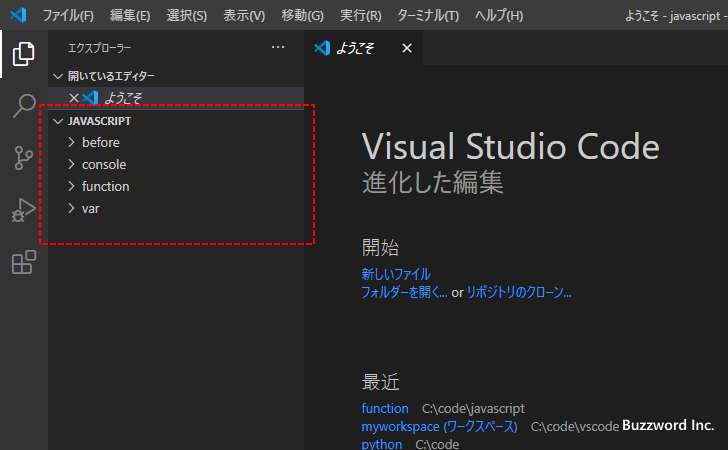 ファイル(F) 編集(E) 選択(S) 表示(V) 移動(G) 実行(R) ターミナル(T) ヘルプ(H) ようこそ - javascript -
エクスプローラー ···
ようこそ ×
開いているエディター
× ようこそ
JAVASCRIPT
before
console
function
var
Visual Studio Code
進化した編集
開始
新しいファイル
フォルダーを開く... or リポジトリのクローン...
最近
function C:\code\javascript
myworkspace (ワークスペース) C:\code\vscode
python C:\code
Buzzword Inc.